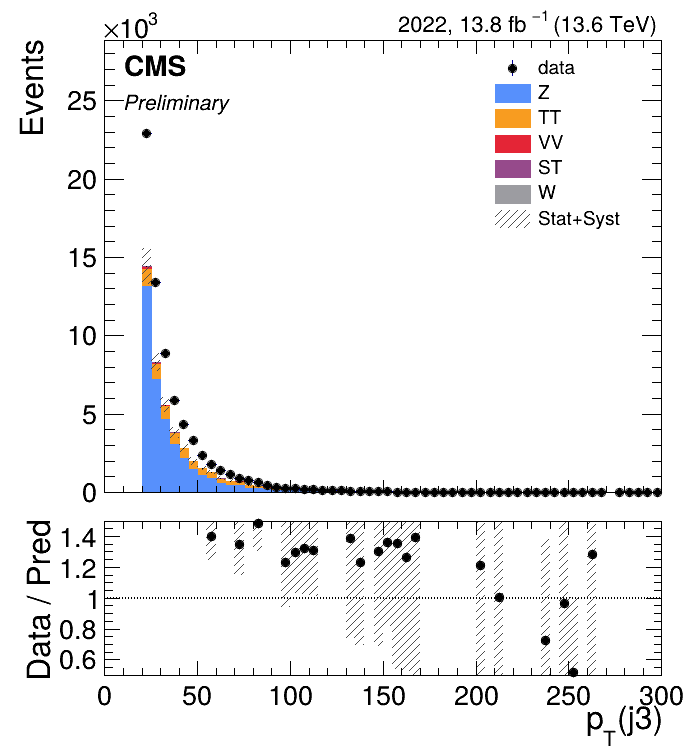 ×10³
2022, 13.8 fb⁻¹ (13.6 TeV)
CMS
Preliminary
Events
25
20
15
10
5
0
data
Z
TT
VV
ST
W
Stat+Syst
Data / Pred
1.4
1.2
1
0.8
0.6
0 50 100 150 200 250 300
p_T(j3)